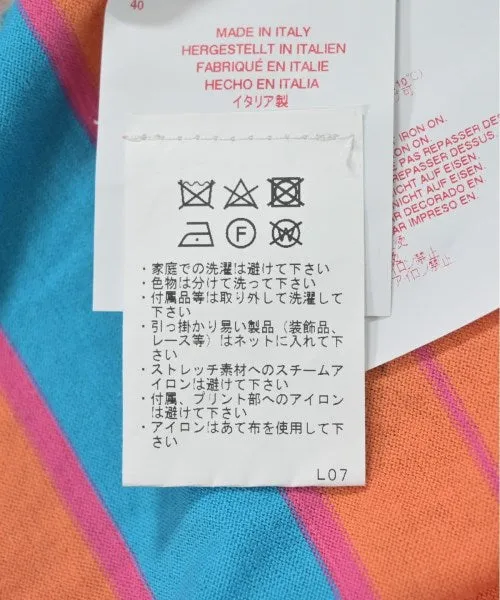 40
MADE IN ITALY
HERGESTELLT IN ITALIEN
FABRIQUÉ EN ITALIE
HECHO EN ITALIA
イタリア製
IRON ON.
ON ON.
PAS REPASSER DESSUS
REPASSER DESSUS.
NICHT AUF EISEN.
NICHT AUF EISEN.
DECORADO EN
IMPRESO EN
アイロン禁止
F
W
・家庭での洗濯は避けて下さい
・色物は分けて洗って下さい
・付属品等は取り外して洗濯して
下さい
・引っ掛かり易い製品（装飾品、
レース等）はネットに入れて下
さい
・ストレッチ素材へのスチームア
イロンは避けて下さい
・付属、プリント部へのアイロン
は避けて下さい
・アイロンはあて布を使用して下
さい
L07